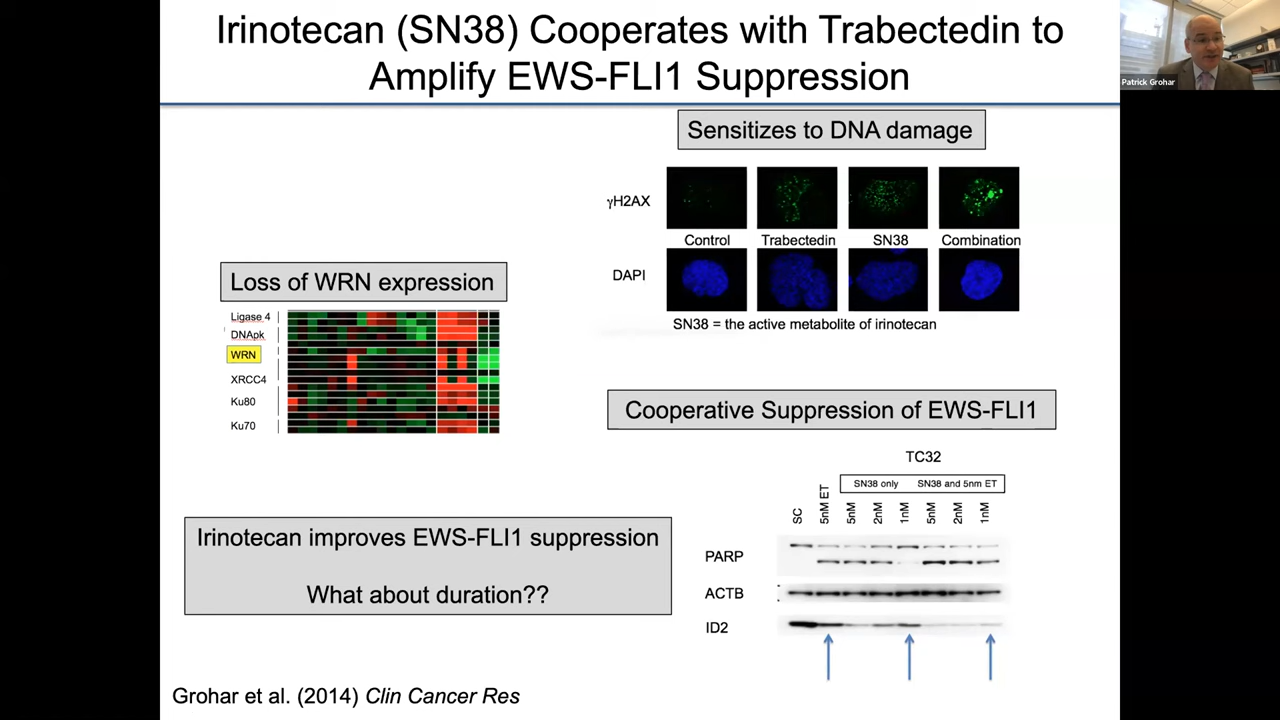 Irinotecan (SN38) Cooperates with Trabectedin to
Amplify EWS-FLI1 Suppression
Patrick Grohar
Sensitizes to DNA damage
γH2AX
Control Trabectedin SN38 Combination
DAPI
SN38 = the active metabolite of irinotecan
Loss of WRN expression
Ligase 4
DNApk
WRN
XRCC4
Ku80
Ku70
Cooperative Suppression of EWS-FLI1
TC32
SN38 only SN38 and 5nm ET
SC 5nM ET 5nM 2nM 1nM 5nM 2nM 1nM
PARP
ACTB
ID2
Irinotecan improves EWS-FLI1 suppression
What about duration??
Grohar et al. (2014) Clin Cancer Res